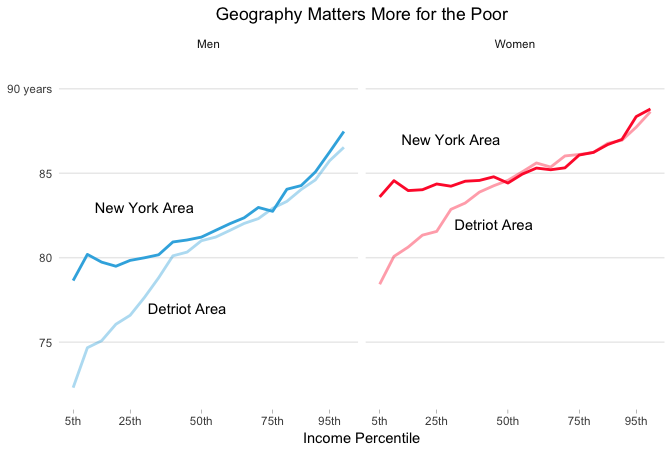 Geography Matters More for the Poor
Men
Women
90 years
85
80
75
New York Area
Detriot Area
New York Area
Detriot Area
5th 25th 50th 75th 95th
5th 25th 50th 75th 95th
Income Percentile